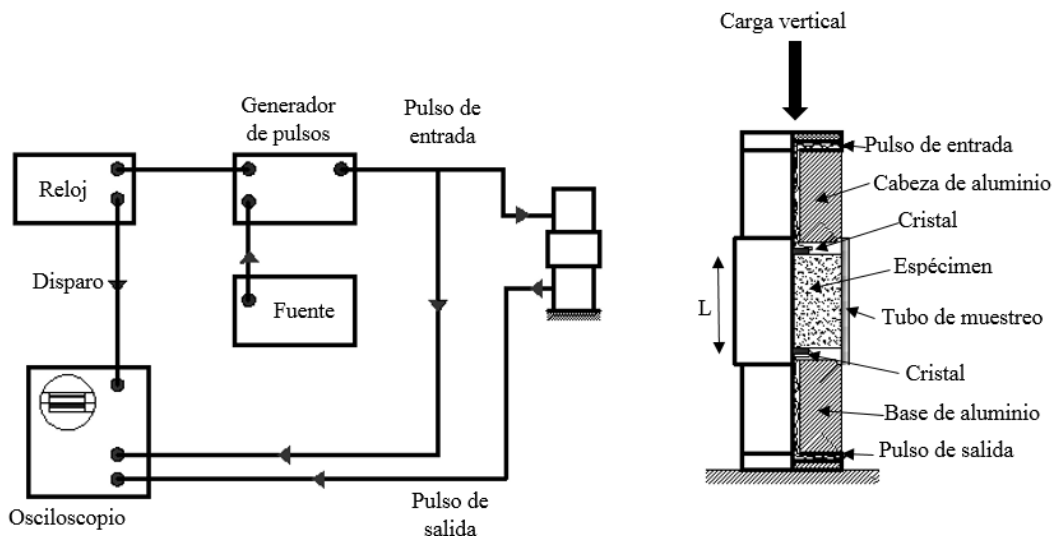 Generador
de pulsos
Pulso de
entrada
Reloj
Disparo
Fuente
Osciloscopio
Pulso de
salida
Carga vertical
Pulso de entrada
Cabeza de aluminio
Cristal
Espécimen
L
Tubo de muestreo
Cristal
Base de aluminio
Pulso de salida